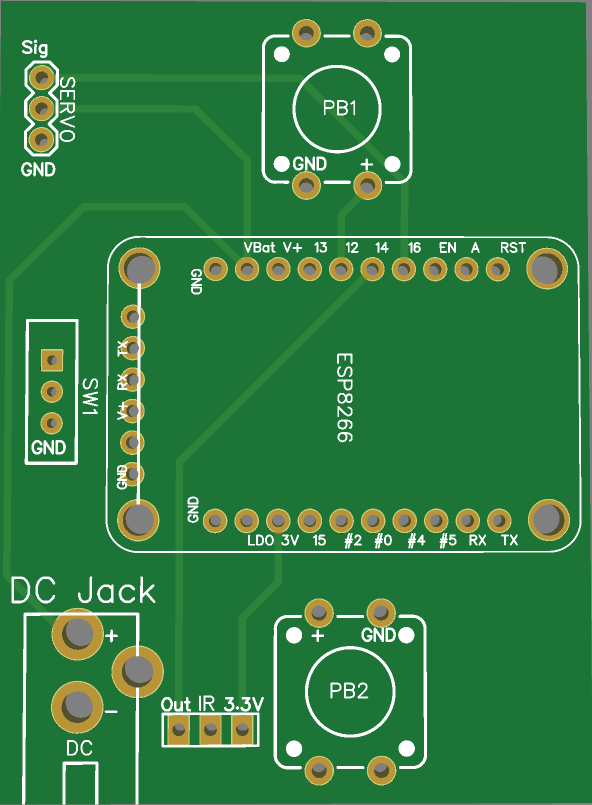 Sig
SERVO
GND
PB1
GND +
VBat V+ 13 12 14 16 EN A RST
GND
TX
RX
V+
GND
ESP8266
SW1
GND
GND
LDO 3V 15 #2 #0 #4 #5 RX TX
DC Jack
+
-
DC
Out IR 3.3V
+ GND
PB2